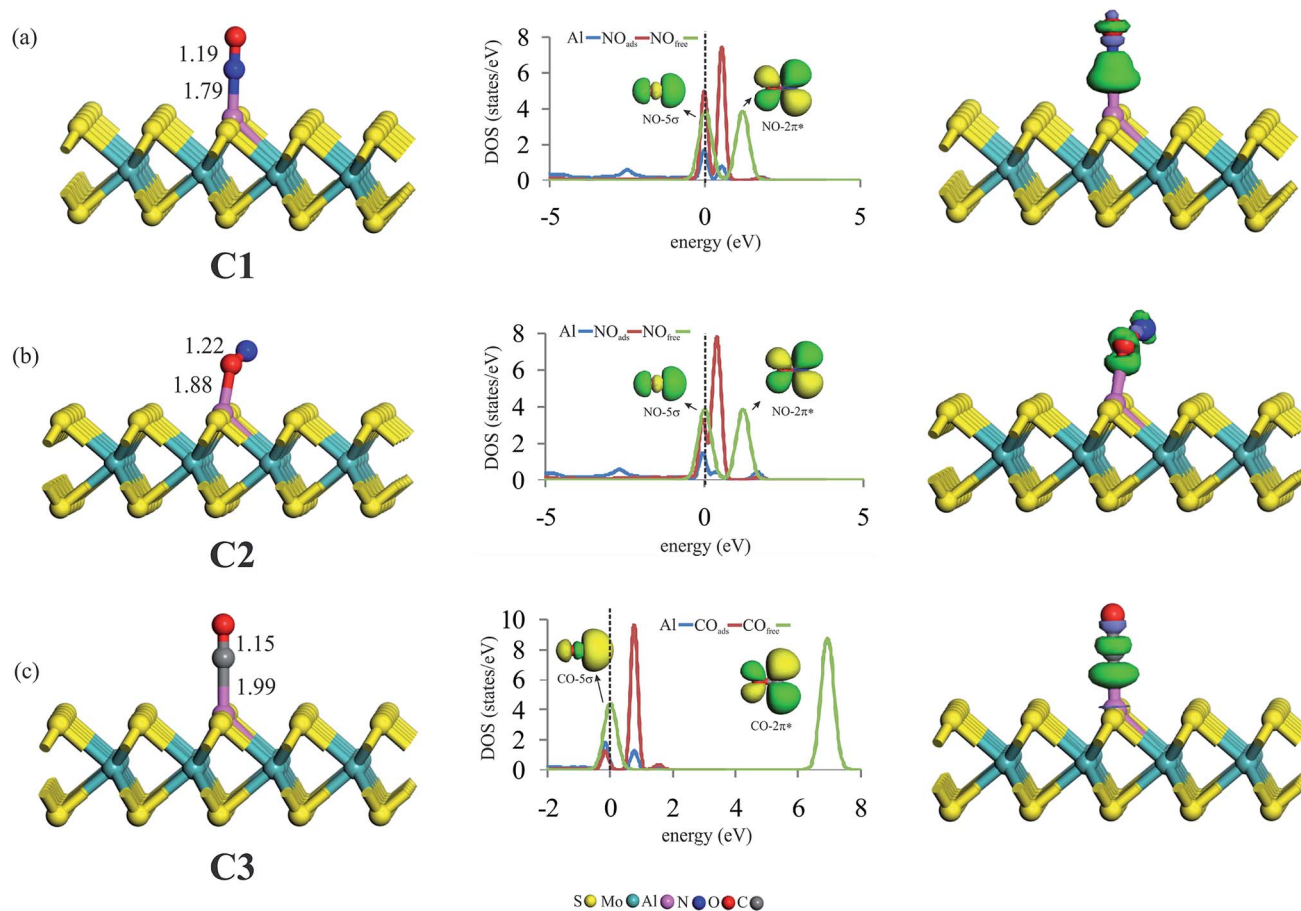 (a)
1.19
1.79
C1
8
6
4
2
0
DOS (states/eV)
Al NOads NOfree
NO-5σ
NO-2π*
-5 0 5
energy (eV)
(b)
1.22
1.88
C2
8
6
4
2
0
DOS (states/eV)
Al NOads NOfree
NO-5σ
NO-2π*
-5 0 5
energy (eV)
(c)
1.15
1.99
C3
10
8
6
4
2
0
DOS (states/eV)
Al COads COfree
CO-5σ
CO-2π*
-2 0 2 4 6 8
energy (eV)
S Mo Al N O C